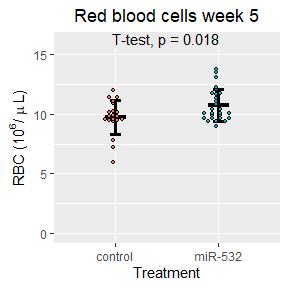 Red blood cells week 5
T-test, p = 0.018
15
10
5
0
RBC (10⁶/ μ L)
control miR-532
Treatment